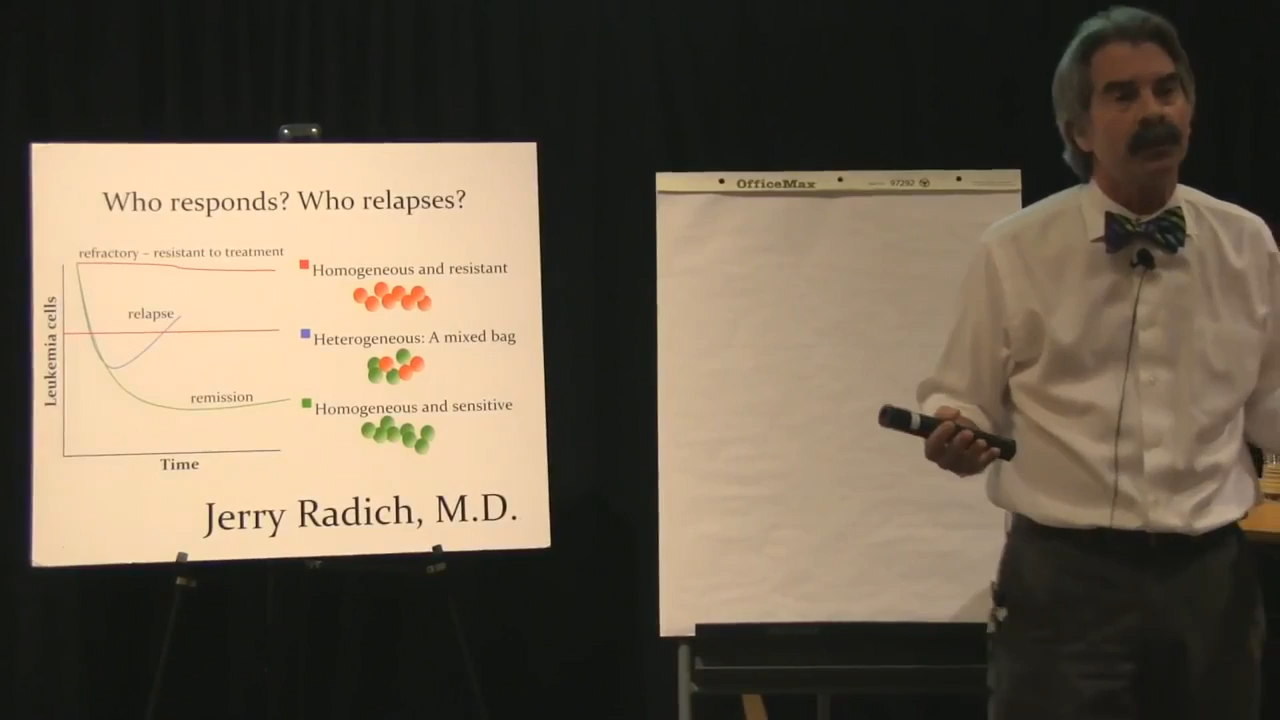 Who responds? Who relapses?
refractory – resistant to treatment
Homogeneous and resistant
relapse
Heterogeneous: A mixed bag
Leukemia cells
remission
Homogeneous and sensitive
Time
Jerry Radich, M.D.
OfficeMax
97292